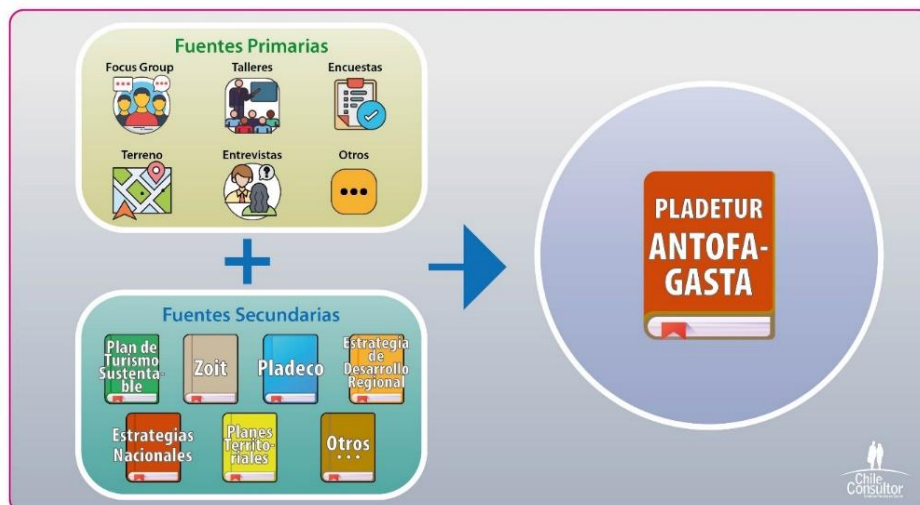 Fuentes Primarias
Focus Group
Talleres
Encuestas
Terreno
Entrevistas
Otros
Fuentes Secundarias
Plan de
Turismo
Sustenta-
ble
Zoit
Pladeco
Estrategia
de
Desarrollo
Regional
Estrategias
Nacionales
Planes
Territo-
riales
Otros
...
PLADETUR
ANTOFA-
GASTA
Chile
Consultor